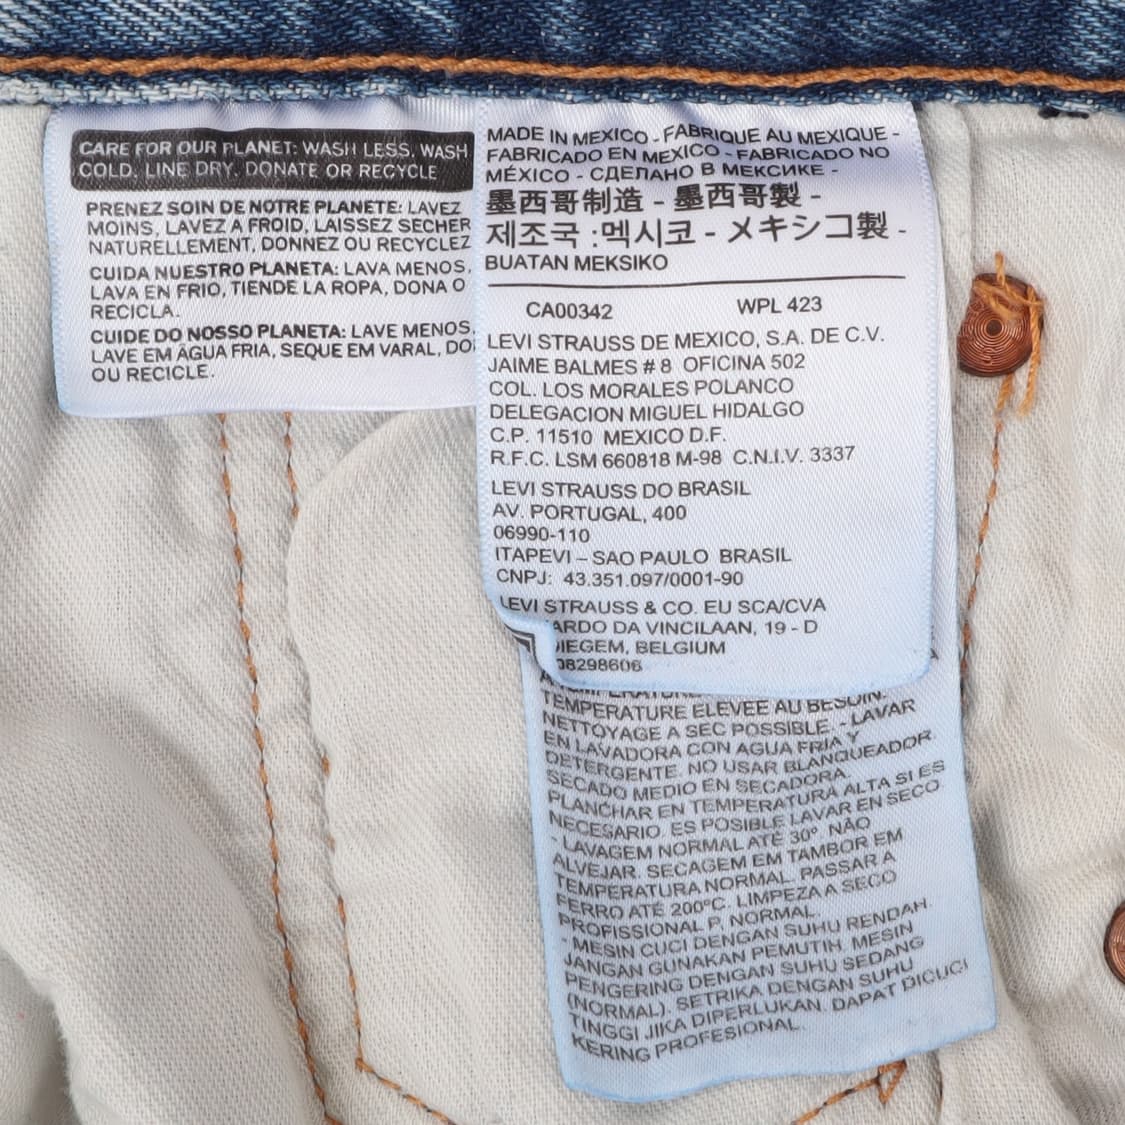 CARE FOR OUR PLANET: WASH LESS, WASH
COLD, LINE DRY, DONATE OR RECYCLE
PRENEZ SOIN DE NOTRE PLANETE: LAVEZ
MOINS, LAVEZ A FROID, LAISSEZ SECHER
NATURELLEMENT, DONNEZ OU RECYCLEZ
CUIDA NUESTRO PLANETA: LAVA MENOS,
LAVA EN FRIO, TIENDE LA ROPA, DONA O
RECICLA.
CUIDE DO NOSSO PLANETA: LAVE MENOS,
LAVE EM ÁGUA FRIA, SEQUE EM VARAL,
OU RECICLE.
MADE IN MEXICO - FABRIQUE AU MEXIQUE -
FABRICADO EN MEXICO - FABRICADO NO
MÉXICO - СДЕЛАНО В МЕКСИКЕ -
墨西哥制造 - 墨西哥製 -
제조국 :멕시코 - メキシコ製 -
BUATAN MEKSIKO
CA00342 WPL 423
LEVI STRAUSS DE MEXICO, S.A. DE C.V.
JAIME BALMES # 8 OFICINA 502
COL. LOS MORALES POLANCO
DELEGACION MIGUEL HIDALGO
C.P. 11510 MEXICO D.F.
R.F.C. LSM 660818 M-98 C.N.I.V. 3337
LEVI STRAUSS DO BRASIL
AV. PORTUGAL, 400
06990-110
ITAPEVI – SAO PAULO BRASIL
CNPJ: 43.351.097/0001-90
LEVI STRAUSS & CO. EU SCA/CVA
ARDO DA VINCILAAN, 19 - D
DIEGEM, BELGIUM
08298606
TEMPERATURE ELEVEE AU BESOIN.
NETTOYAGE A SEC POSSIBLE. - LAVAR
EN LAVADORA CON AGUA FRIA Y
DETERGENTE. NO USAR BLANQUEADOR
SECADO MEDIO EN SECADORA.
PLANCHAR EN TEMPERATURA ALTA SI ES
NECESARIO. ES POSIBLE LAVAR EN SECO
- LAVAGEM NORMAL ATÉ 30º. NÃO
ALVEJAR. SECAGEM EM TAMBOR EM
TEMPERATURA NORMAL. PASSAR A
FERRO ATÉ 200ºC. LIMPEZA A SECO
PROFISSIONAL P, NORMAL.
- MESIN CUCI DENGAN SUHU RENDAH.
JANGAN GUNAKAN PEMUTIH. MESIN
PENGERING DENGAN SUHU SEDANG
(NORMAL). SETRIKA DENGAN SUHU
TINGGI JIKA DIPERLUKAN. DAPAT DICUCI
KERING PROFESIONAL.